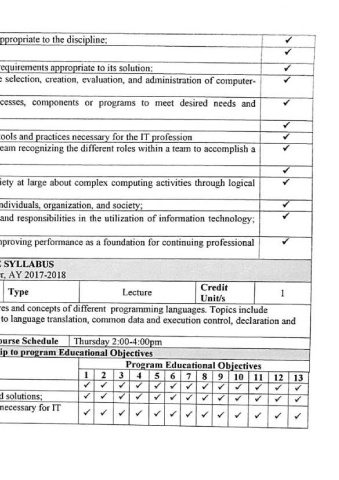 ppropriate to the discipline; ✓
✓
equirements appropriate to its solution; ✓
e selection, creation, evaluation, and administration of computer- ✓
cesses, components or programs to meet desired needs and ✓
✓
ools and practices necessary for the IT profession ✓
eam recognizing the different roles within a team to accomplish a ✓
✓
iety at large about complex computing activities through logical ✓
ndividuals, organization, and society; ✓
and responsibilities in the utilization of information technology; ✓
nproving performance as a foundation for continuing professional ✓
E SYLLABUS
r, AY 2017-2018
Type Lecture Credit Unit/s 1
res and concepts of different programming languages. Topics include
to language translation, common data and execution control, declaration and
ourse Schedule Thursday 2:00-4:00pm
ip to program Educational Objectives
Program Educational Objectives
1 2 3 4 5 6 7 8 9 10 11 12 13
✓ ✓ ✓ ✓ ✓ ✓ ✓ ✓ ✓ ✓ ✓ ✓ ✓
d solutions; ✓ ✓ ✓ ✓ ✓ ✓ ✓ ✓ ✓ ✓ ✓ ✓ ✓
necessary for IT ✓ ✓ ✓ ✓ ✓ ✓ ✓ ✓ ✓ ✓ ✓ ✓ ✓